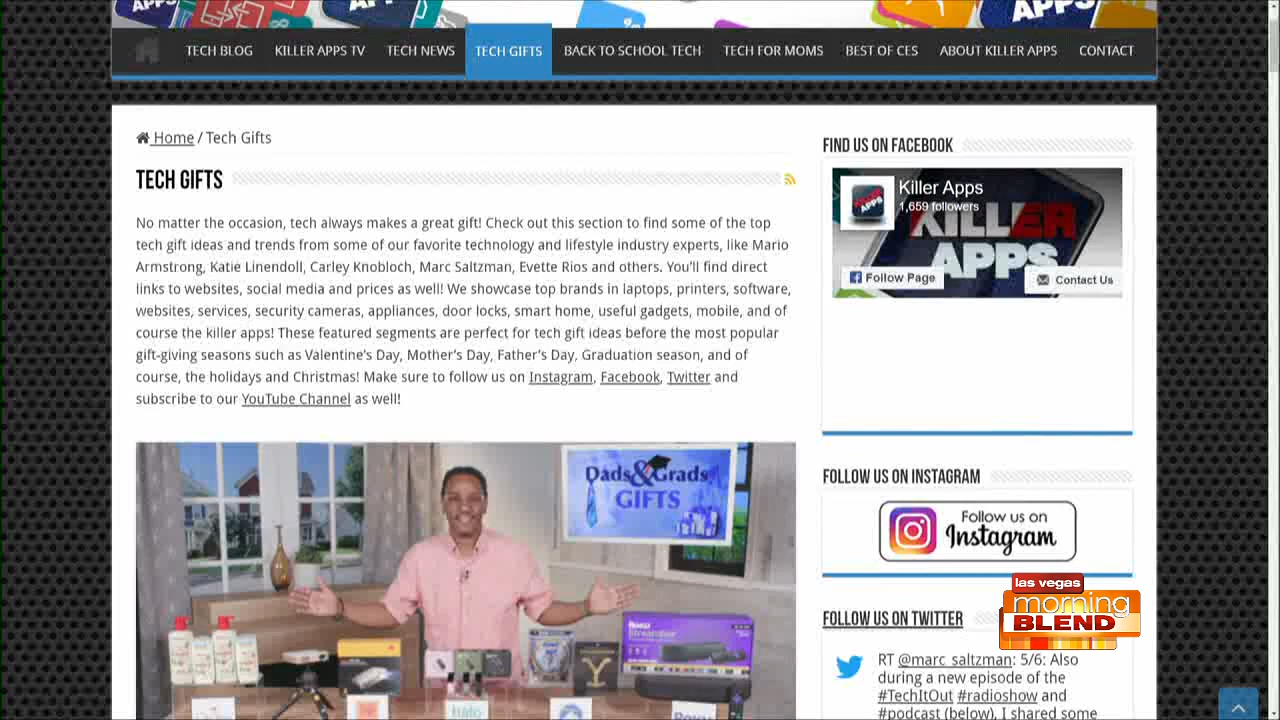 APPS
APPS
TECH BLOG
KILLER APPS TV
TECH NEWS
TECH GIFTS
BACK TO SCHOOL TECH
TECH FOR MOMS
BEST OF CES
ABOUT KILLER APPS
CONTACT
Home / Tech Gifts
TECH GIFTS
No matter the occasion, tech always makes a great gift! Check out this section to find some of the top
tech gift ideas and trends from some of our favorite technology and lifestyle industry experts, like Mario
Armstrong, Katie Linendoll, Carley Knobloch, Marc Saltzman, Evette Rios and others. You'll find direct
links to websites, social media and videos as well! We showcase top brands in laptops, printers, software,
websites, services, security cameras, appliances, door locks, smart home, useful gadgets, mobile, and of
course the killer apps! These featured segments are perfect for tech gift ideas before the most popular
gift-giving seasons such as Valentine's Day, Mother's Day, Father's Day, Graduation season, and of
course, the holidays and Christmas! Make sure to follow us on Instagram, Facebook, Twitter and
subscribe to our YouTube Channel as well!
Dads&Grads
GIFTS
Roku
Streambar
halo
Roku
FIND US ON FACEBOOK
Killer Apps
1,659 followers
KILLER
APPS
Follow Page
Contact Us
FOLLOW US ON INSTAGRAM
Follow us on
Instagram
FOLLOW US ON TWITTER
RT @marc_saltzman: 5/6: Also
during a new episode of the
#TechItOut #radioshow and
#podcast (below), I shared some
las vegas
morning
BLEND